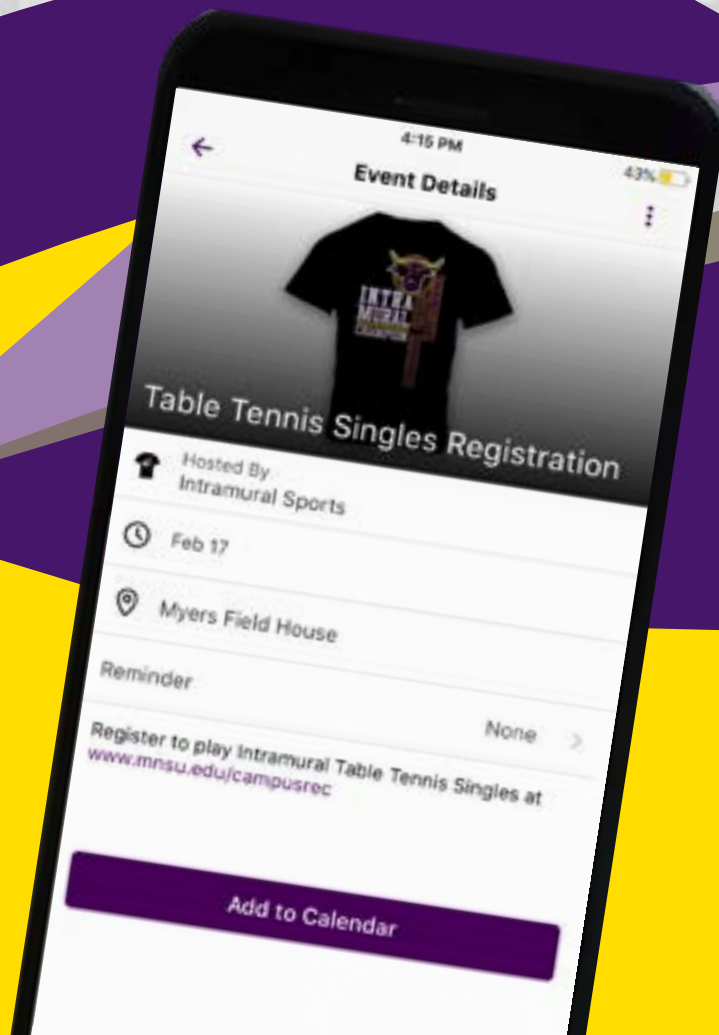 4:15 PM
43%
Event Details
INTRA
MURAL
Table Tennis Singles Registration
Hosted By
Intramural Sports
Feb 17
Myers Field House
Reminder
None
Register to play Intramural Table Tennis Singles at
www.mnsu.edu/campusrec
Add to Calendar